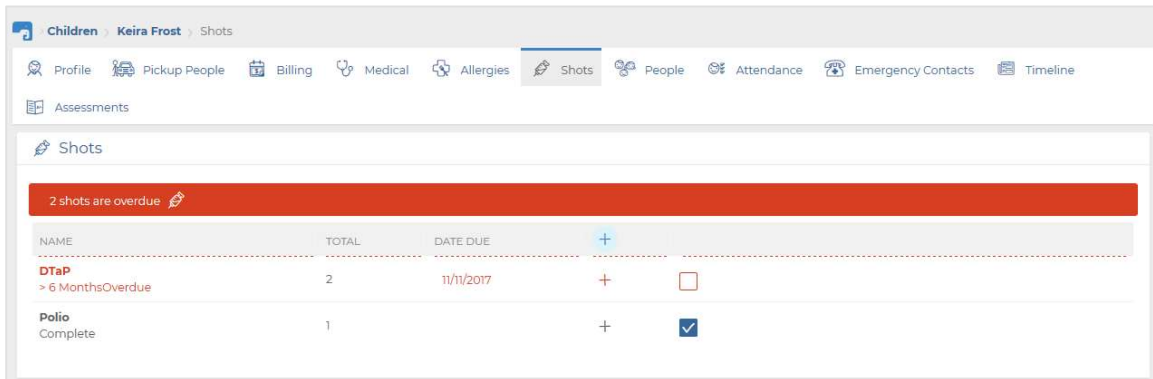 Children Keira Frost Shots
Profile Pickup People Billing Medical Allergies Shots People Attendance Emergency Contacts Timeline
Assessments
Shots
2 shots are overdue
NAME TOTAL DATE DUE +
DTaP 2 11/11/2017 +
> 6 MonthsOverdue
Polio 1 +
Complete